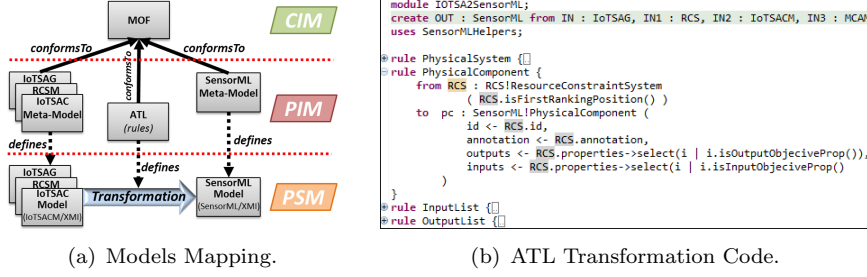 MOF
CIM
conformsTo
conformsTo
conformsTo
IoTSAG
RCSM
IoTSAC
Meta-Model
ATL
(rules)
SensorML
Meta-Model
PIM
defines
defines
defines
IoTSAG
RCSM
IoTSAC
Model
(IoTSACM/XMI)
Transformation
SensorML
Model
(SensorML/XMI)
PSM
(a) Models Mapping.
module IOTSA2SensorML;
create OUT : SensorML from IN : IoTSAG, IN1 : RCS, IN2 : IoTSACM, IN3 : MCAM
uses SensorMLHelpers;
rule PhysicalSystem {
rule PhysicalComponent {
from RCS : RCS!ResourceConstraintSystem
( RCS.isFirstRankingPosition() )
to pc : SensorML!PhysicalComponent (
id <- RCS.id,
annotation <- RCS.annotation,
outputs <- RCS.properties->select(i | i.isOutputObjeciveProp()),
inputs <- RCS.properties->select(i | i.isInputObjeciveProp()
)
}
rule InputList {
rule OutputList {
(b) ATL Transformation Code.